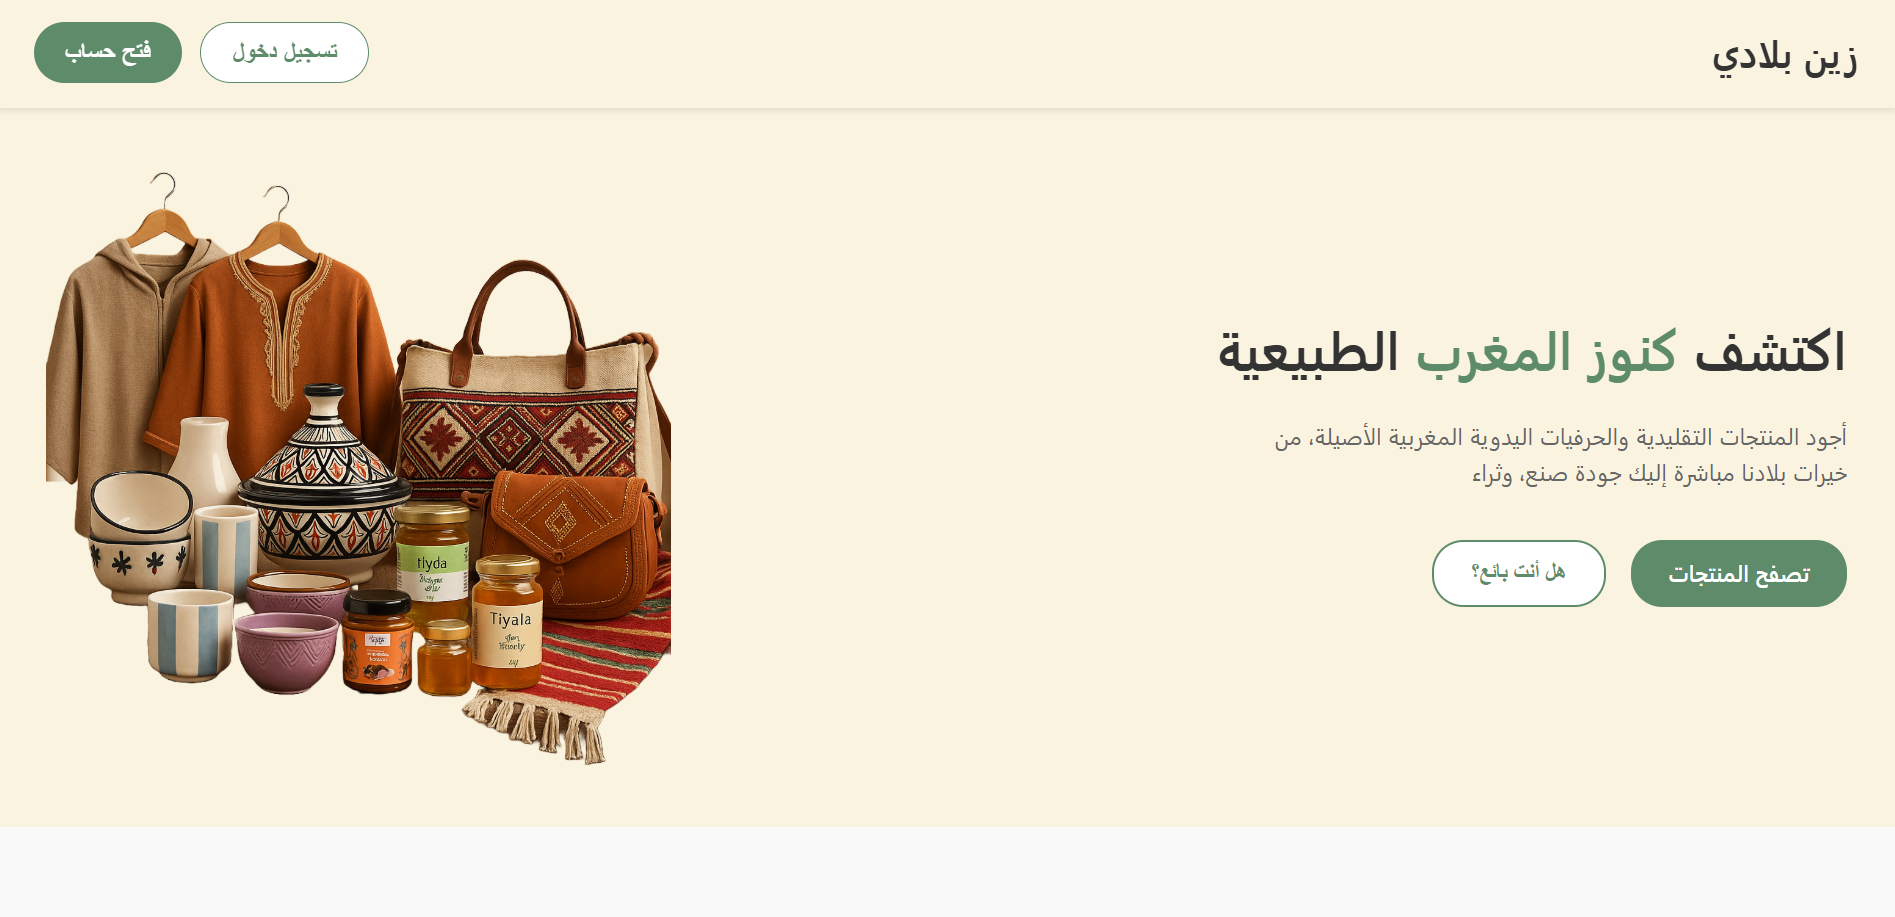 زين بلادي
تسجيل دخول
فتح حساب
اكتشف كنوز المغرب الطبيعية
أجود المنتجات التقليدية والحرفيات اليدوية المغربية الأصيلة، من
خيرات بلادنا مباشرة إليك جودة صنع، وثراء
تصفح المنتجات
هل أنت بائع؟
Tiyala